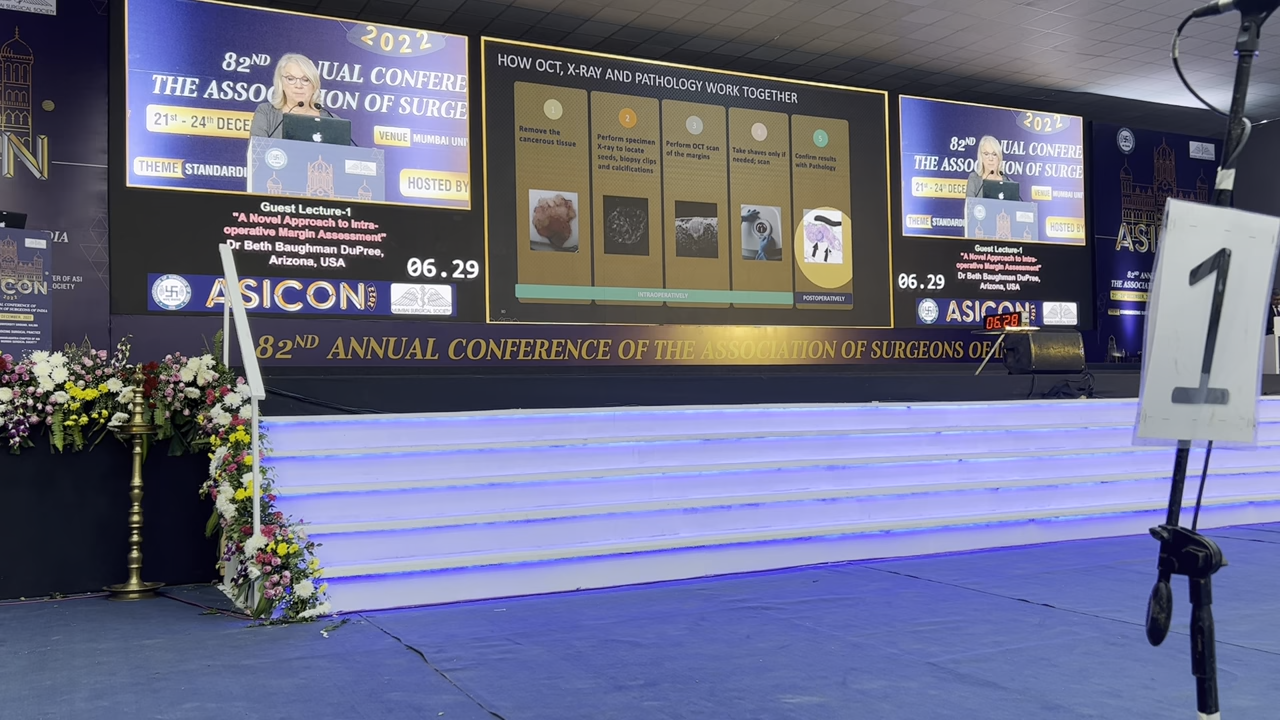 2022
82ND ANNUAL CONFERE
THE ASSOCIATION OF SURGE
21st - 24th DECE
VENUE MUMBAI UNI
THEME STANDARDI
HOSTED BY
Guest Lecture-1
"A Novel Approach to Intra-
operative Margin Assessment"
Dr Beth Baughman DuPree,
Arizona, USA
06.29
ASICON 2022
HOW OCT, X-RAY AND PATHOLOGY WORK TOGETHER
1
Remove the
cancerous tissue
2
Perform specimen
X-ray to locate
seeds, biopsy clips
and calcifications
3
Perform OCT scan
of the margins
4
Take shaves only if
needed; scan
5
Confirm results
with Pathology
INTRAOPERATIVELY
POSTOPERATIVELY
2022
82ND ANNUAL CONFERE
THE ASSOCIATION OF SURGE
21st - 24th DECE
VENUE MUMBAI UNI
THEME STANDARDI
HOSTED BY
Guest Lecture-1
"A Novel Approach to Intra-
operative Margin Assessment"
Dr Beth Baughman DuPree,
Arizona, USA
06.29
ASICON
06.28
82ND ANNUAL CONFERENCE OF THE ASSOCIATION OF SURGEONS OF I
1
ASI